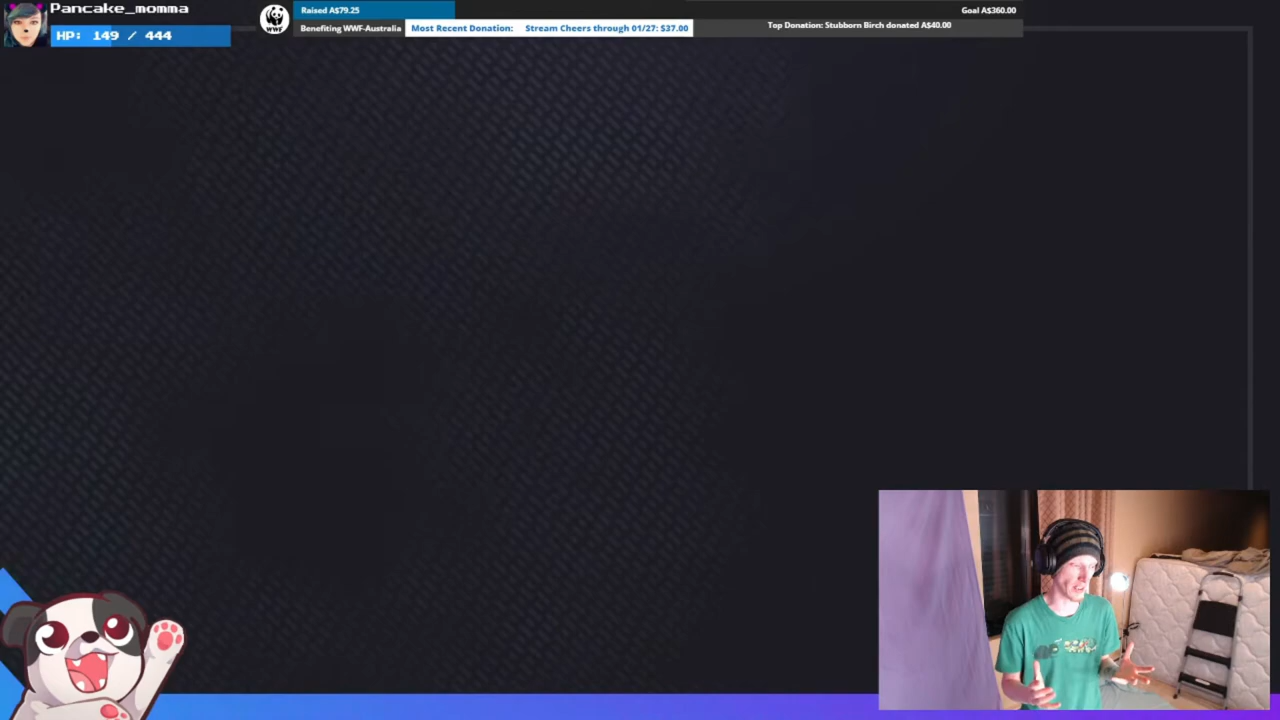 Pancake_momma
HP: 149 / 444
WWF
Raised A$79.25
Goal A$360.00
Benefiting WWF-Australia
Most Recent Donation: Stream Cheers through 01/27: $37.00
Top Donation: Stubborn Birch donated A$40.00